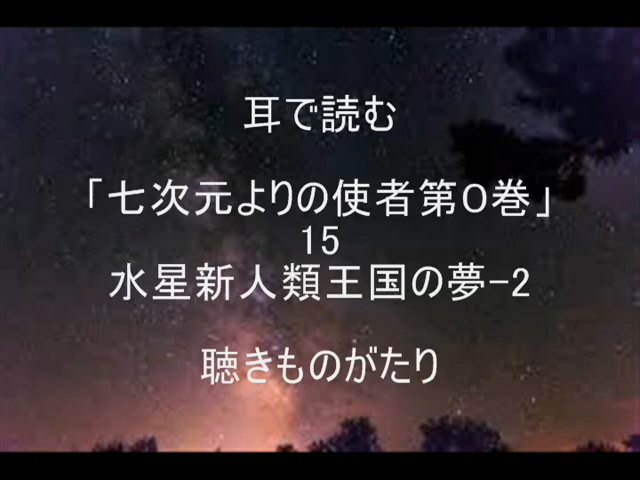 耳で読む
「七次元よりの使者第0巻」
15
水星新人類王国の夢-2
聴きものがたり